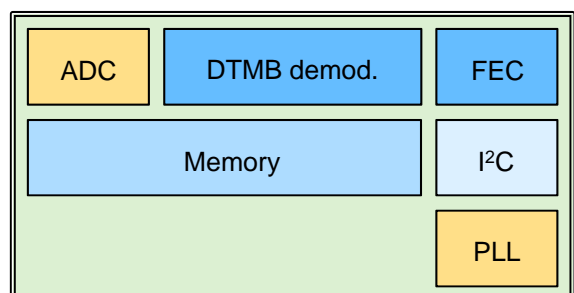 ADC
DTMB demod.
FEC
Memory
I²C
PLL